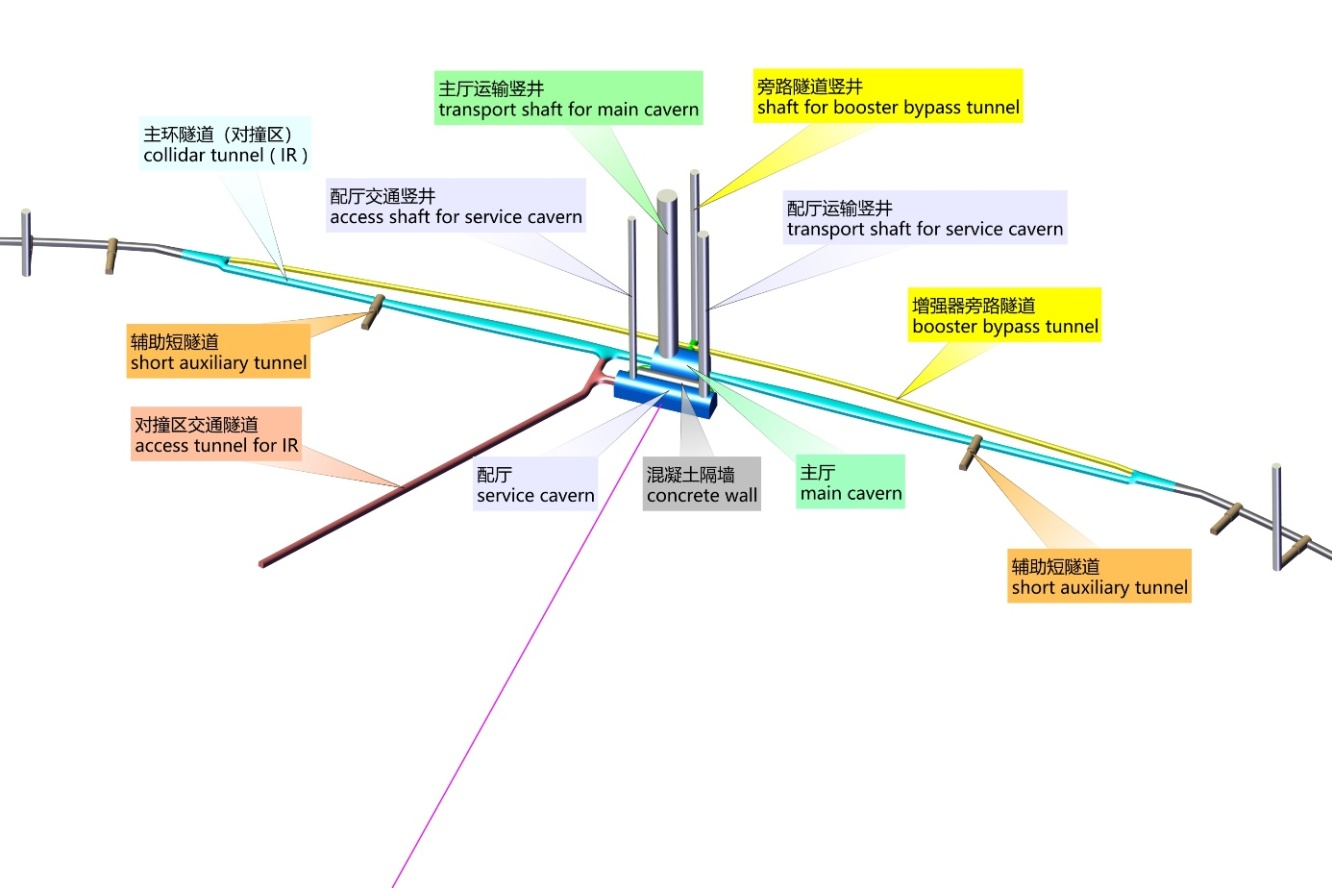 主厅运输竖井
transport shaft for main cavern
旁路隧道竖井
shaft for booster bypass tunnel
主环隧道（对撞区）
collidar tunnel ( IR )
配厅交通竖井
access shaft for service cavern
配厅运输竖井
transport shaft for service cavern
增强器旁路隧道
booster bypass tunnel
辅助短隧道
short auxiliary tunnel
对撞区交通隧道
access tunnel for IR
配厅
service cavern
混凝土隔墙
concrete wall
主厅
main cavern
辅助短隧道
short auxiliary tunnel